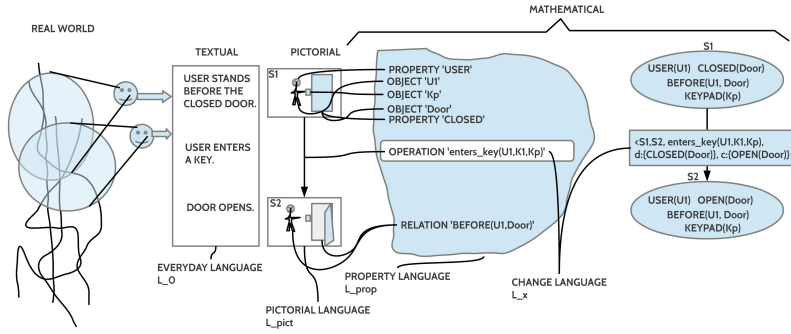 MATHEMATICAL
REAL WORLD
TEXTUAL
PICTORIAL
USER STANDS
BEFORE THE
CLOSED DOOR.
USER ENTERS
A KEY.
DOOR OPENS.
EVERYDAY LANGUAGE
L_0
S1
S2
PICTORIAL LANGUAGE
L_pict
PROPERTY 'USER'
OBJECT 'U1'
OBJECT 'Kp'
OBJECT 'Door'
PROPERTY 'CLOSED'
OPERATION 'enters_key(U1,K1,Kp)'
RELATION 'BEFORE(U1,Door)'
PROPERTY LANGUAGE
L_prop
CHANGE LANGUAGE
L_x
S1
USER(U1) CLOSED(Door)
BEFORE(U1, Door)
KEYPAD(Kp)
<S1,S2, enters_key(U1,K1,Kp),
d:{CLOSED(Door)}, c:{OPEN(Door)}>
S2
USER(U1) OPEN(Door)
BEFORE(U1, Door)
KEYPAD(Kp)